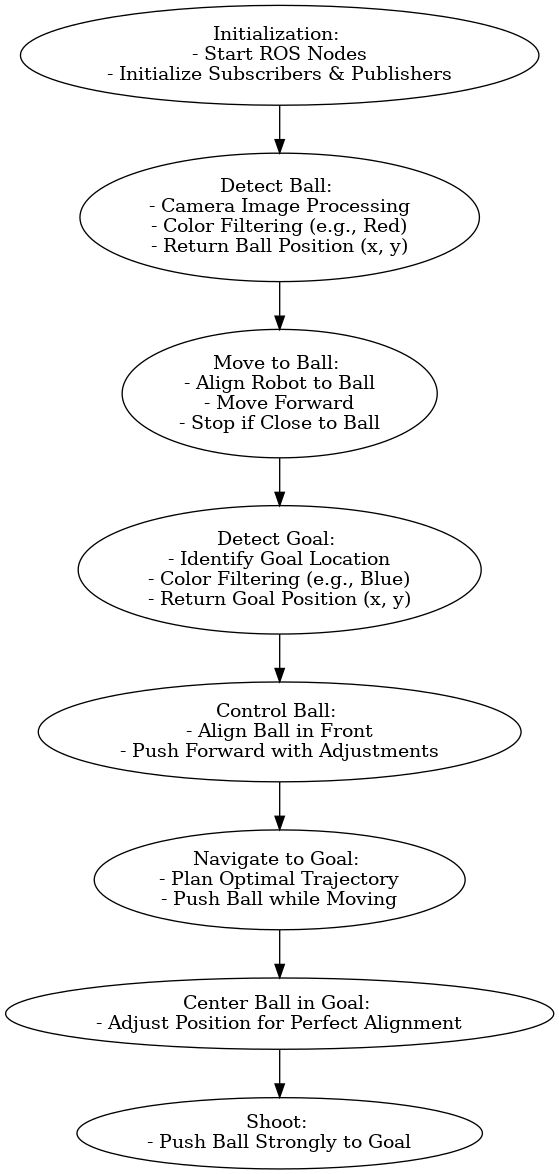 Initialization:
- Start ROS Nodes
- Initialize Subscribers & Publishers
Detect Ball:
- Camera Image Processing
- Color Filtering (e.g., Red)
- Return Ball Position (x, y)
Move to Ball:
- Align Robot to Ball
- Move Forward
- Stop if Close to Ball
Detect Goal:
- Identify Goal Location
- Color Filtering (e.g., Blue)
- Return Goal Position (x, y)
Control Ball:
- Align Ball in Front
- Push Forward with Adjustments
Navigate to Goal:
- Plan Optimal Trajectory
- Push Ball while Moving
Center Ball in Goal:
- Adjust Position for Perfect Alignment
Shoot:
- Push Ball Strongly to Goal